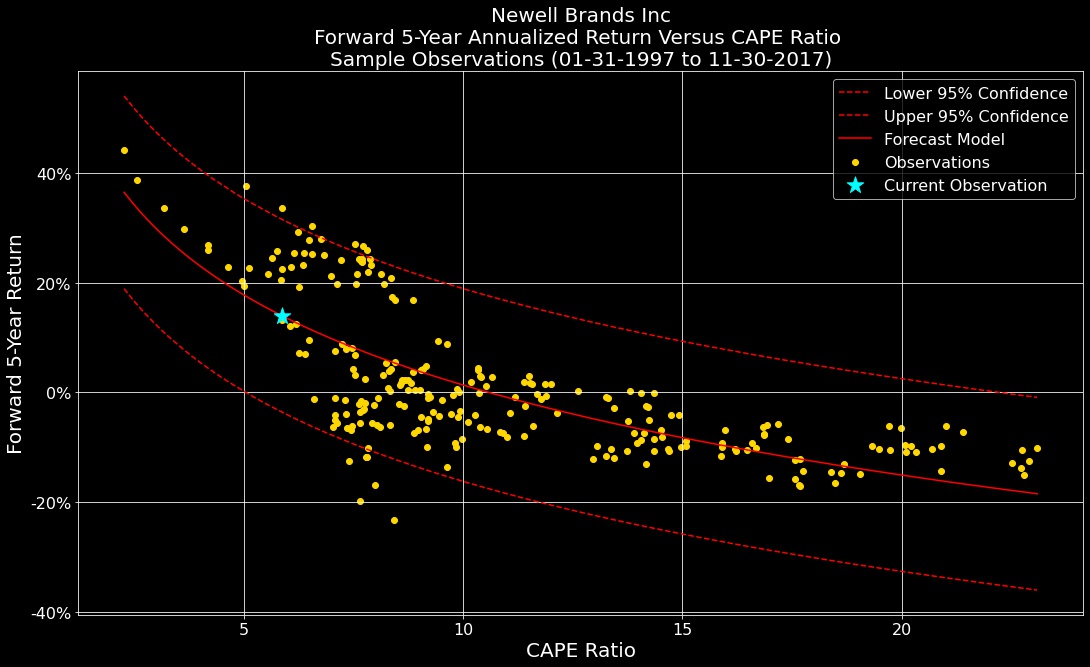 Newell Brands Inc
Forward 5-Year Annualized Return Versus CAPE Ratio
Sample Observations (01-31-1997 to 11-30-2017)
Lower 95% Confidence
Upper 95% Confidence
Forecast Model
Observations
Current Observation
Forward 5-Year Return
40%
20%
0%
-20%
-40%
5
10
15
20
CAPE Ratio